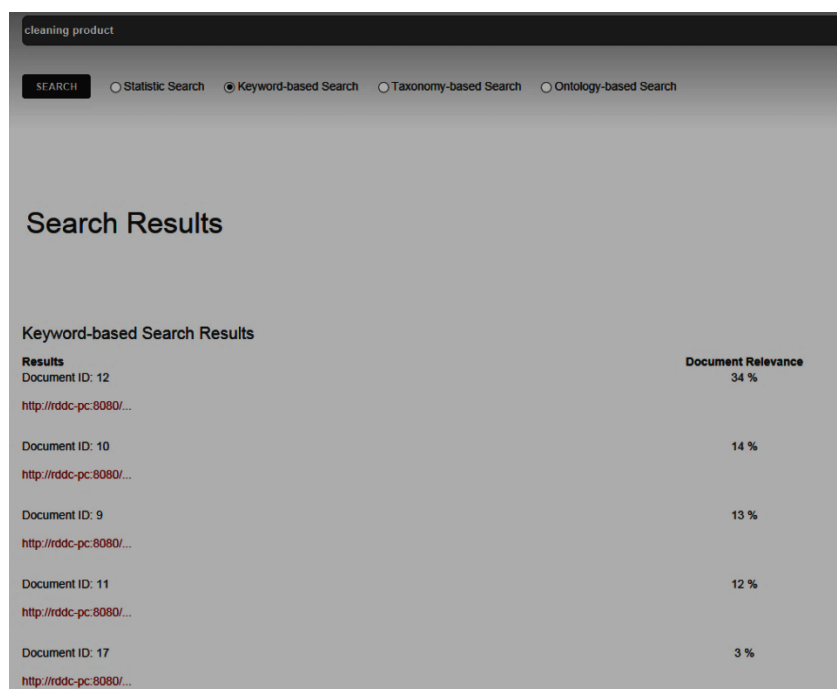 cleaning product
SEARCH Statistic Search Keyword-based Search Taxonomy-based Search Ontology-based Search
Search Results
Keyword-based Search Results
Results Document Relevance
Document ID: 12 34 %
http://rddc-pc:8080/...
Document ID: 10 14 %
http://rddc-pc:8080/...
Document ID: 9 13 %
http://rddc-pc:8080/...
Document ID: 11 12 %
http://rddc-pc:8080/...
Document ID: 17 3 %
http://rddc-pc:8080/...